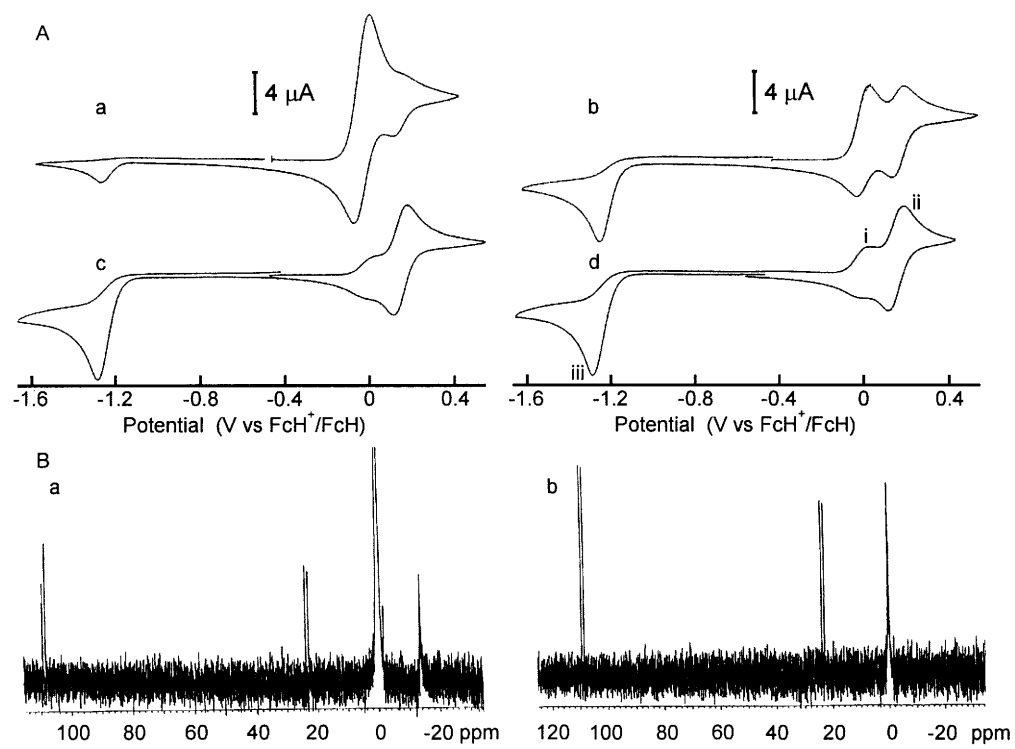 A
a
4 μA
b
4 μA
c
d
i
ii
iii
-1.6 -1.2 -0.8 -0.4 0 0.4
Potential (V vs FcH⁺/FcH)
-1.6 -1.2 -0.8 -0.4 0 0.4
Potential (V vs FcH⁺/FcH)
B
a
b
100 80 60 40 20 0 -20 ppm
120 100 80 60 40 20 0 -20 ppm